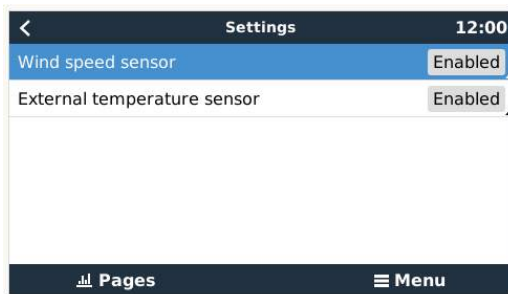 Settings 12:00
Wind speed sensor Enabled
External temperature sensor Enabled
Pages Menu